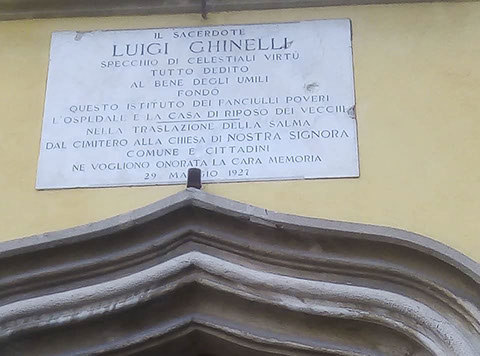 IL SACERDOTE
LUIGI GHINELLI
SPECCHIO DI CELESTIALI VIRTÙ
TUTTO DEDITO
AL BENE DEGLI UMILI
FONDO
QUESTO ISTITUTO DEI FANCIULLI POVERI
L'OSPEDALE E LA CASA DI RIPOSO DEI VECCHI
NELLA TRASLAZIONE DELLA SALMA
DAL CIMITERO ALLA CHIESA DI NOSTRA SIGNORA
COMUNE E CITTADINI
NE VOGLIONO ONORATA LA CARA MEMORIA
29 MAGGIO 1927